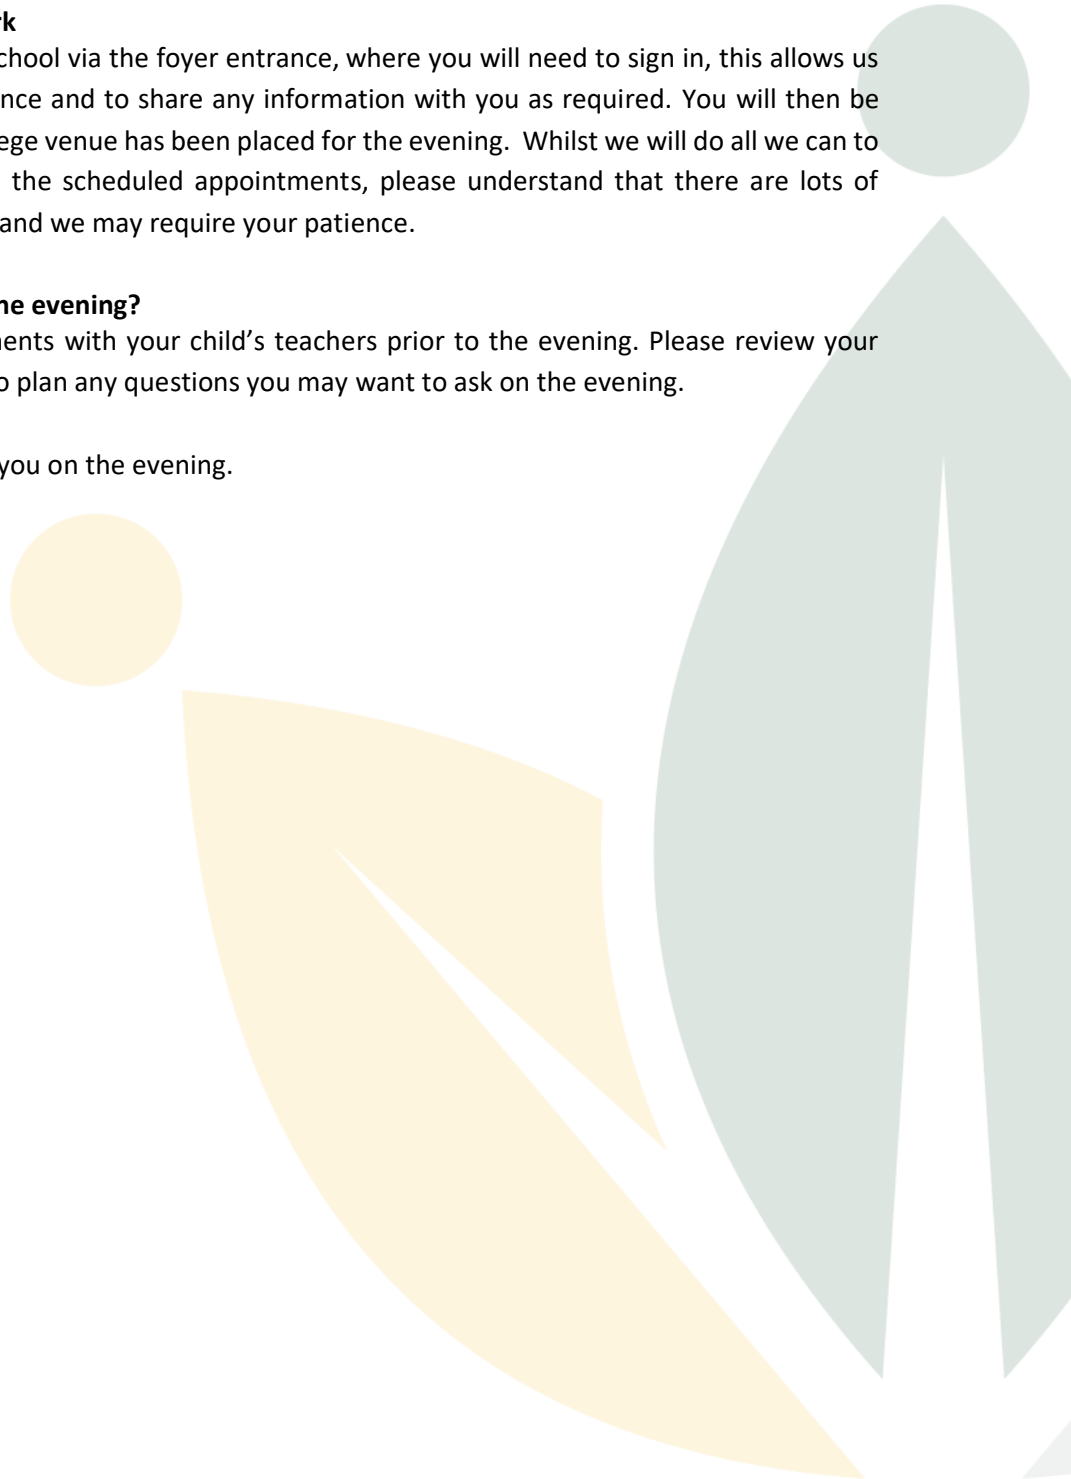 rk
chool via the foyer entrance, where you will need to sign in, this allows us
nce and to share any information with you as required. You will then be
ege venue has been placed for the evening. Whilst we will do all we can to
the scheduled appointments, please understand that there are lots of
and we may require your patience.
he evening?
ents with your child’s teachers prior to the evening. Please review your
o plan any questions you may want to ask on the evening.
you on the evening.